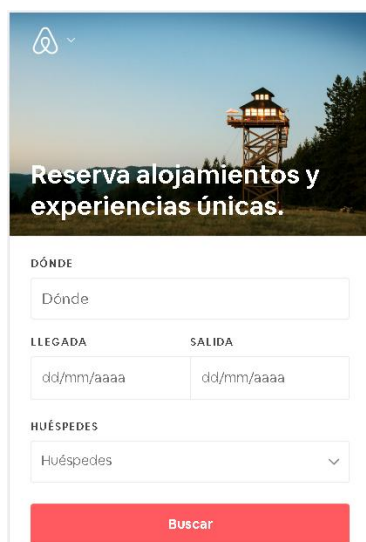 Reserva alojamientos y
experiencias únicas.
DÓNDE
Dónde
LLEGADA SALIDA
dd/mm/aaaa dd/mm/aaaa
HUÉSPEDES
Huéspedes
Buscar